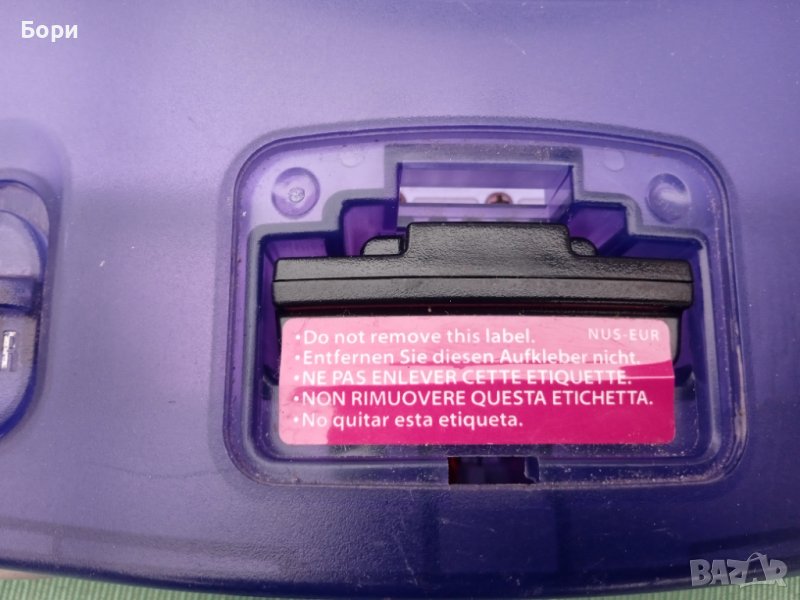 Бори
•Do not remove this label. NUS-EUR
•Entfernen Sie diesen Aufkleber nicht.
•NE PAS ENLEVER CETTE ETIQUETTE.
•NON RIMUOVERE QUESTA ETICHETTA.
•No quitar esta etiqueta.
BAZAR